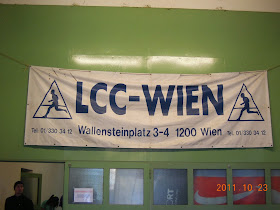 LCC-WIEN
Tel. 01 330 34 12 Wallensteinplatz 3-4 1200 Wien Tel. 01 330 34 12
2011.10.23